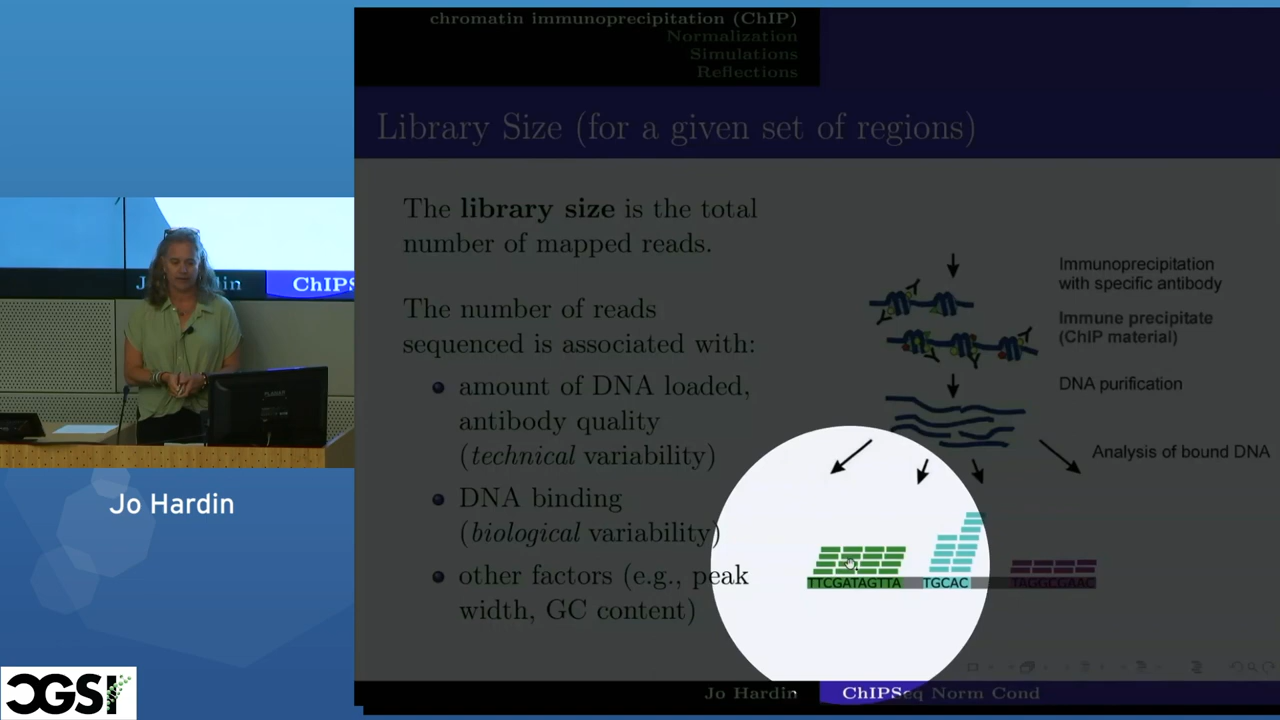 chromatin immunoprecipitation (ChIP)
Normalization
Simulations
Reflections
Library Size (for a given set of regions)
The library size is the total
number of mapped reads.
The number of reads
sequenced is associated with:
amount of DNA loaded,
antibody quality
(technical variability)
DNA binding
(biological variability)
other factors (e.g., peak
width, GC content)
Immunoprecipitation
with specific antibody
Immune precipitate
(ChIP material)
DNA purification
Analysis of bound DNA
TTCGATAGTTA
TGCAC
TAGGCGAAC
Jo Hardin
ChIPSeq Norm Cond
ChIPS
Jo Hardin
CGSI